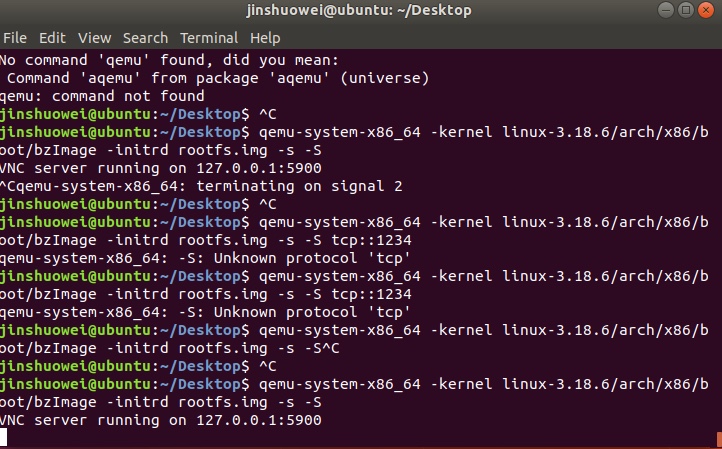 jinshuowei@ubuntu: ~/Desktop
File Edit View Search Terminal Help
No command 'qemu' found, did you mean:
 Command 'aqemu' from package 'aqemu' (universe)
qemu: command not found
jinshuowei@ubuntu:~/Desktop$ ^C
jinshuowei@ubuntu:~/Desktop$ qemu-system-x86_64 -kernel linux-3.18.6/arch/x86/b
oot/bzImage -initrd rootfs.img -s -S
VNC server running on 127.0.0.1:5900
^Cqemu-system-x86_64: terminating on signal 2
jinshuowei@ubuntu:~/Desktop$ ^C
jinshuowei@ubuntu:~/Desktop$ qemu-system-x86_64 -kernel linux-3.18.6/arch/x86/b
oot/bzImage -initrd rootfs.img -s -S tcp::1234
qemu-system-x86_64: -S: Unknown protocol 'tcp'
jinshuowei@ubuntu:~/Desktop$ qemu-system-x86_64 -kernel linux-3.18.6/arch/x86/b
oot/bzImage -initrd rootfs.img -s -S tcp::1234
qemu-system-x86_64: -S: Unknown protocol 'tcp'
jinshuowei@ubuntu:~/Desktop$ qemu-system-x86_64 -kernel linux-3.18.6/arch/x86/b
oot/bzImage -initrd rootfs.img -s -S^C
jinshuowei@ubuntu:~/Desktop$ ^C
jinshuowei@ubuntu:~/Desktop$ qemu-system-x86_64 -kernel linux-3.18.6/arch/x86/b
oot/bzImage -initrd rootfs.img -s -S
VNC server running on 127.0.0.1:5900